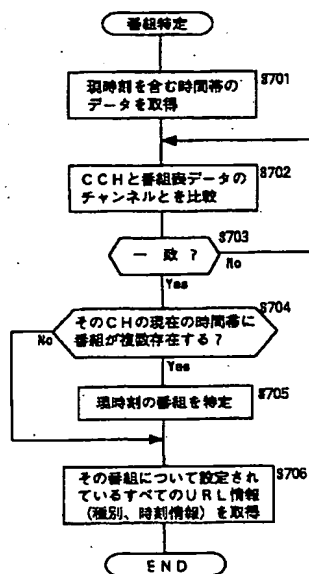 番組特定
S701
現時刻を含む時間帯の
データを取得
S702
CCHと番組表データの
チャンネルとを比較
S703
一致?
No
Yes
S704
そのCHの現在の時間帯に
番組が複数存在する?
No
Yes
S705
現時刻の番組を特定
S706
その番組について設定され
ているすべてのURL情報
(種別、時刻情報)を取得
END